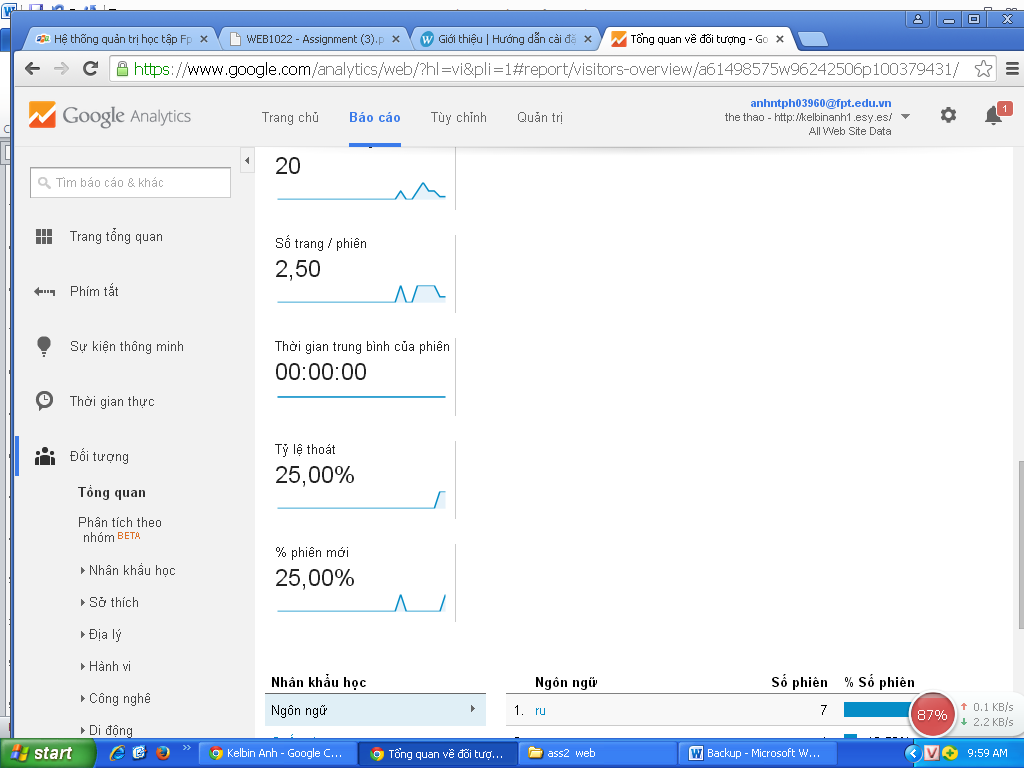 Hệ thống quản trị học tập Fp
WEB1022 - Assignment (3).p
Giới thiệu | Hướng dẫn cài đặ
Tổng quan về đối tượng - Go
https://www.google.com/analytics/web/?hl=vi&pli=1#report/visitors-overview/a61498575w96242506p100379431/
Google Analytics
Trang chủ
Báo cáo
Tùy chỉnh
Quản trị
anhntph03960@fpt.edu.vn
the thao - http://kelbinanh1.esy.es/
All Web Site Data
1
Tìm báo cáo & khác
Trang tổng quan
Phím tắt
Sự kiện thông minh
Thời gian thực
Đối tượng
Tổng quan
Phân tích theo
nhóm BETA
Nhân khẩu học
Sở thích
Địa lý
Hành vi
Công nghệ
Di động
20
Số trang / phiên
2,50
Thời gian trung bình của phiên
00:00:00
Tỷ lệ thoát
25,00%
% phiên mới
25,00%
Nhân khẩu học
Ngôn ngữ
Ngôn ngữ
Số phiên
% Số phiên
1. ru
7
87%
0.1 KB/s
2.2 KB/s
start
Kelbin Anh - Google C...
Tổng quan về đối tượ...
ass2 web
Backup - Microsoft W...
9:59 AM